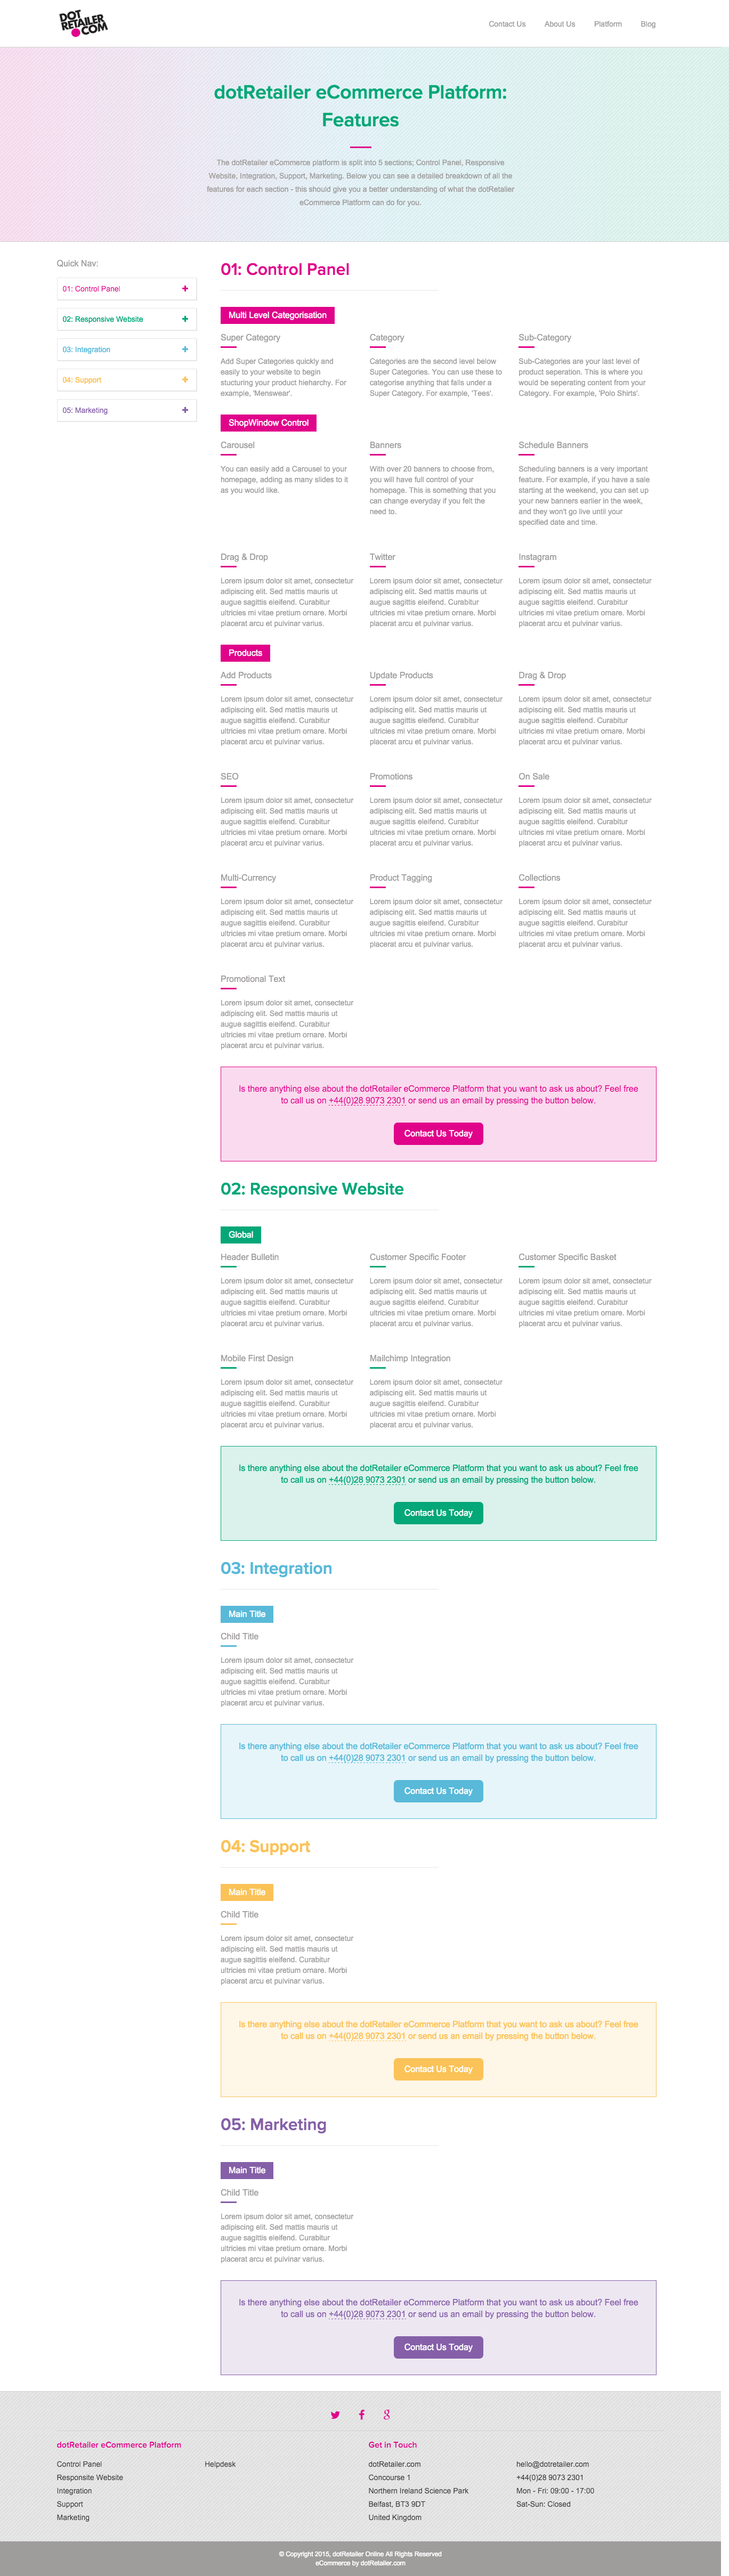 DOT
RETAILER
.COM
Contact Us
About Us
Platform
Blog
dotRetailer eCommerce Platform:
Features
The dotRetailer eCommerce platform is split into 5 sections; Control Panel, Responsive
Website, Integration, Support, Marketing. Below you can see a detailed breakdown of all the
features for each section - this should give you a better understanding of what the dotRetailer
eCommerce Platform can do for you.
Quick Nav:
01: Control Panel
02: Responsive Website
03: Integration
04: Support
05: Marketing
01: Control Panel
Multi Level Categorisation
Super Category
Add Super Categories quickly and
easily to your website to begin
stucturing your product hieharchy. For
example, 'Menswear'.
Category
Categories are the second level below
Super Categories. You can use these to
categorise anything that falls under a
Super Category. For example, 'Tees'.
Sub-Category
Sub-Categories are your last level of
product seperation. This is where you
would be seperating content from your
Category. For example, 'Polo Shirts'.
ShopWindow Control
Carousel
You can easily add a Carousel to your
homepage, adding as many slides to it
as you would like.
Banners
With over 20 banners to choose from,
you will have full control of your
homepage. This is something that you
can change everyday if you felt the
need to.
Schedule Banners
Scheduling banners is a very important
feature. For example, if you have a sale
starting at the weekend, you can set up
your new banners earlier in the week,
and they won't go live until your
specified date and time.
Drag & Drop
Lorem ipsum dolor sit amet, consectetur
adipiscing elit. Sed mattis mauris ut
augue sagittis eleifend. Curabitur
ultricies mi vitae pretium ornare. Morbi
placerat arcu et pulvinar varius.
Twitter
Lorem ipsum dolor sit amet, consectetur
adipiscing elit. Sed mattis mauris ut
augue sagittis eleifend. Curabitur
ultricies mi vitae pretium ornare. Morbi
placerat arcu et pulvinar varius.
Instagram
Lorem ipsum dolor sit amet, consectetur
adipiscing elit. Sed mattis mauris ut
augue sagittis eleifend. Curabitur
ultricies mi vitae pretium ornare. Morbi
placerat arcu et pulvinar varius.
Products
Add Products
Lorem ipsum dolor sit amet, consectetur
adipiscing elit. Sed mattis mauris ut
augue sagittis eleifend. Curabitur
ultricies mi vitae pretium ornare. Morbi
placerat arcu et pulvinar varius.
Update Products
Lorem ipsum dolor sit amet, consectetur
adipiscing elit. Sed mattis mauris ut
augue sagittis eleifend. Curabitur
ultricies mi vitae pretium ornare. Morbi
placerat arcu et pulvinar varius.
Drag & Drop
Lorem ipsum dolor sit amet, consectetur
adipiscing elit. Sed mattis mauris ut
augue sagittis eleifend. Curabitur
ultricies mi vitae pretium ornare. Morbi
placerat arcu et pulvinar varius.
SEO
Lorem ipsum dolor sit amet, consectetur
adipiscing elit. Sed mattis mauris ut
augue sagittis eleifend. Curabitur
ultricies mi vitae pretium ornare. Morbi
placerat arcu et pulvinar varius.
Promotions
Lorem ipsum dolor sit amet, consectetur
adipiscing elit. Sed mattis mauris ut
augue sagittis eleifend. Curabitur
ultricies mi vitae pretium ornare. Morbi
placerat arcu et pulvinar varius.
On Sale
Lorem ipsum dolor sit amet, consectetur
adipiscing elit. Sed mattis mauris ut
augue sagittis eleifend. Curabitur
ultricies mi vitae pretium ornare. Morbi
placerat arcu et pulvinar varius.
Multi-Currency
Lorem ipsum dolor sit amet, consectetur
adipiscing elit. Sed mattis mauris ut
augue sagittis eleifend. Curabitur
ultricies mi vitae pretium ornare. Morbi
placerat arcu et pulvinar varius.
Product Tagging
Lorem ipsum dolor sit amet, consectetur
adipiscing elit. Sed mattis mauris ut
augue sagittis eleifend. Curabitur
ultricies mi vitae pretium ornare. Morbi
placerat arcu et pulvinar varius.
Collections
Lorem ipsum dolor sit amet, consectetur
adipiscing elit. Sed mattis mauris ut
augue sagittis eleifend. Curabitur
ultricies mi vitae pretium ornare. Morbi
placerat arcu et pulvinar varius.
Promotional Text
Lorem ipsum dolor sit amet, consectetur
adipiscing elit. Sed mattis mauris ut
augue sagittis eleifend. Curabitur
ultricies mi vitae pretium ornare. Morbi
placerat arcu et pulvinar varius.
Is there anything else about the dotRetailer eCommerce Platform that you want to ask us about? Feel free
to call us on +44(0)28 9073 2301 or send us an email by pressing the button below.
Contact Us Today
02: Responsive Website
Global
Header Bulletin
Lorem ipsum dolor sit amet, consectetur
adipiscing elit. Sed mattis mauris ut
augue sagittis eleifend. Curabitur
ultricies mi vitae pretium ornare. Morbi
placerat arcu et pulvinar varius.
Customer Specific Footer
Lorem ipsum dolor sit amet, consectetur
adipiscing elit. Sed mattis mauris ut
augue sagittis eleifend. Curabitur
ultricies mi vitae pretium ornare. Morbi
placerat arcu et pulvinar varius.
Customer Specific Basket
Lorem ipsum dolor sit amet, consectetur
adipiscing elit. Sed mattis mauris ut
augue sagittis eleifend. Curabitur
ultricies mi vitae pretium ornare. Morbi
placerat arcu et pulvinar varius.
Mobile First Design
Lorem ipsum dolor sit amet, consectetur
adipiscing elit. Sed mattis mauris ut
augue sagittis eleifend. Curabitur
ultricies mi vitae pretium ornare. Morbi
placerat arcu et pulvinar varius.
Mailchimp Integration
Lorem ipsum dolor sit amet, consectetur
adipiscing elit. Sed mattis mauris ut
augue sagittis eleifend. Curabitur
ultricies mi vitae pretium ornare. Morbi
placerat arcu et pulvinar varius.
Is there anything else about the dotRetailer eCommerce Platform that you want to ask us about? Feel free
to call us on +44(0)28 9073 2301 or send us an email by pressing the button below.
Contact Us Today
03: Integration
Main Title
Child Title
Lorem ipsum dolor sit amet, consectetur
adipiscing elit. Sed mattis mauris ut
augue sagittis eleifend. Curabitur
ultricies mi vitae pretium ornare. Morbi
placerat arcu et pulvinar varius.
Is there anything else about the dotRetailer eCommerce Platform that you want to ask us about? Feel free
to call us on +44(0)28 9073 2301 or send us an email by pressing the button below.
Contact Us Today
04: Support
Main Title
Child Title
Lorem ipsum dolor sit amet, consectetur
adipiscing elit. Sed mattis mauris ut
augue sagittis eleifend. Curabitur
ultricies mi vitae pretium ornare. Morbi
placerat arcu et pulvinar varius.
Is there anything else about the dotRetailer eCommerce Platform that you want to ask us about? Feel free
to call us on +44(0)28 9073 2301 or send us an email by pressing the button below.
Contact Us Today
05: Marketing
Main Title
Child Title
Lorem ipsum dolor sit amet, consectetur
adipiscing elit. Sed mattis mauris ut
augue sagittis eleifend. Curabitur
ultricies mi vitae pretium ornare. Morbi
placerat arcu et pulvinar varius.
Is there anything else about the dotRetailer eCommerce Platform that you want to ask us about? Feel free
to call us on +44(0)28 9073 2301 or send us an email by pressing the button below.
Contact Us Today
dotRetailer eCommerce Platform
Control Panel
Responsite Website
Integration
Support
Marketing
Helpdesk
Get in Touch
dotRetailer.com
Concourse 1
Northern Ireland Science Park
Belfast, BT3 9DT
United Kingdom
hello@dotretailer.com
+44(0)28 9073 2301
Mon - Fri: 09:00 - 17:00
Sat-Sun: Closed
© Copyright 2015, dotRetailer Online All Rights Reserved
eCommerce by dotRetailer.com